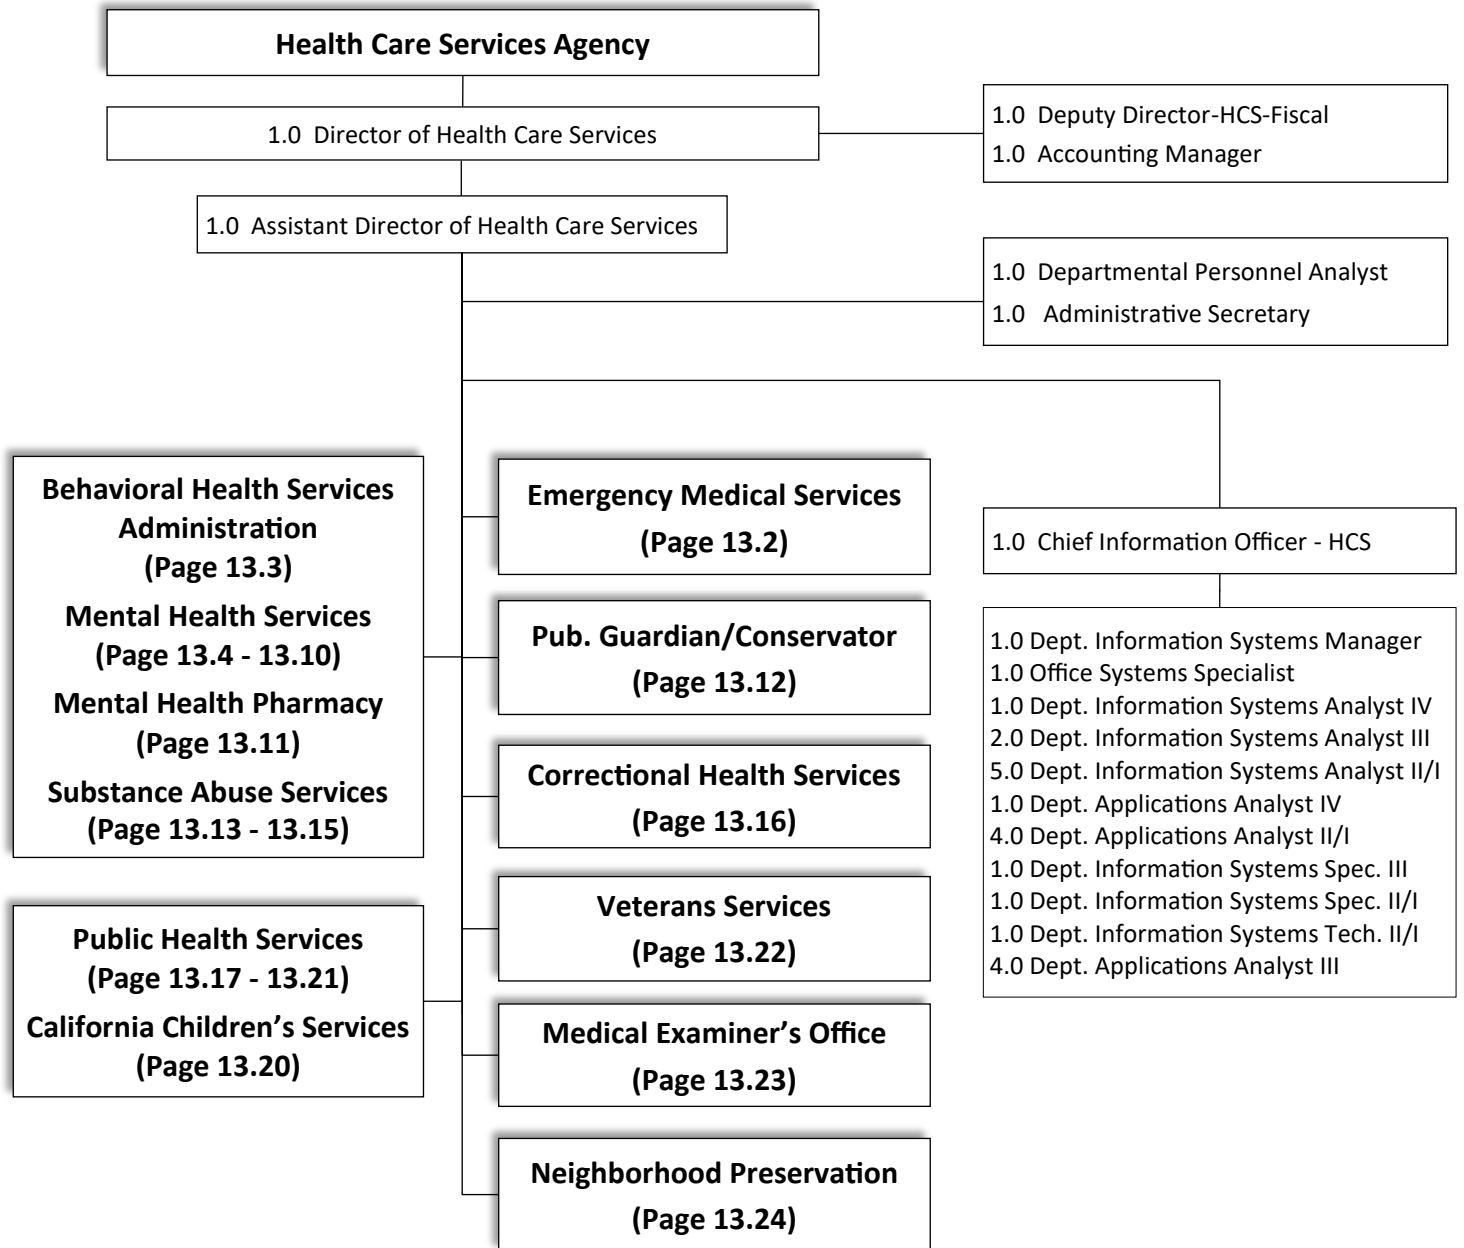 Health Care Services Agency
1.0  Director of Health Care Services
1.0  Deputy Director-HCS-Fiscal
1.0  Accounting Manager
1.0  Assistant Director of Health Care Services
1.0  Departmental Personnel Analyst
1.0   Administrative Secretary
Behavioral Health Services
Administration
(Page 13.3)
Mental Health Services
(Page 13.4 - 13.10)
Mental Health Pharmacy
(Page 13.11)
Substance Abuse Services
(Page 13.13 - 13.15)
Public Health Services
(Page 13.17 - 13.21)
California Children’s Services
(Page 13.20)
Emergency Medical Services
(Page 13.2)
Pub. Guardian/Conservator
(Page 13.12)
Correctional Health Services
(Page 13.16)
Veterans Services
(Page 13.22)
Medical Examiner’s Office
(Page 13.23)
Neighborhood Preservation
(Page 13.24)
1.0  Chief Information Officer - HCS
1.0 Dept. Information Systems Manager
1.0 Office Systems Specialist
1.0 Dept. Information Systems Analyst IV
2.0 Dept. Information Systems Analyst III
5.0 Dept. Information Systems Analyst II/I
1.0 Dept. Applications Analyst IV
4.0 Dept. Applications Analyst II/I
1.0 Dept. Information Systems Spec. III
1.0 Dept. Information Systems Spec. II/I
1.0 Dept. Information Systems Tech. II/I
4.0 Dept. Applications Analyst III